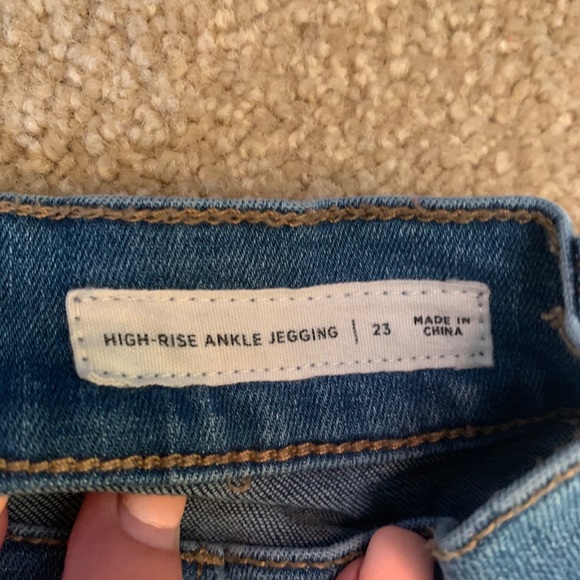 HIGH-RISE ANKLE JEGGING | 23 MADE IN
CHINA